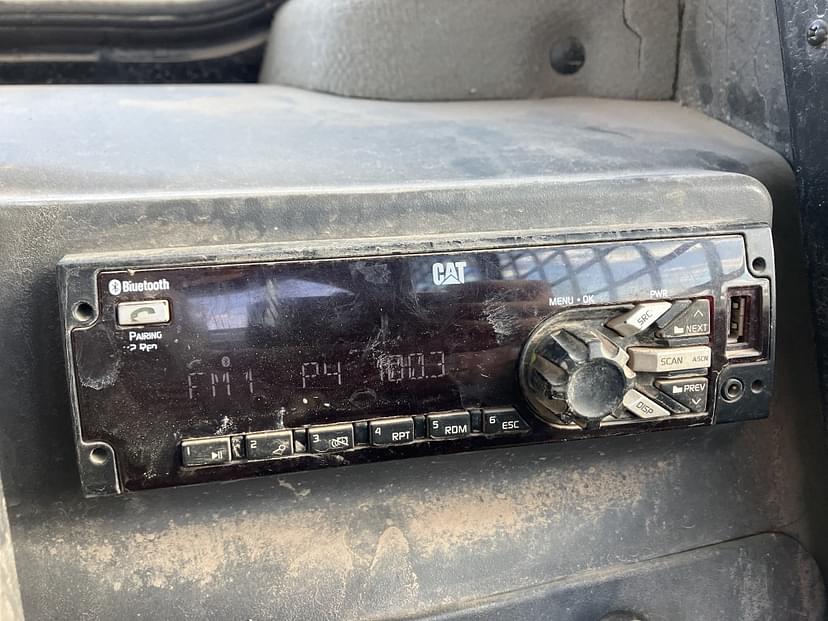 Bluetooth
CAT
MENU • OK
PWR
SRC
NEXT
PAIRING
SCAN A.SCN
FM1 P4 100.3
PREV
DISP
1
2
3
4 RPT
5 RDM
6 ESC